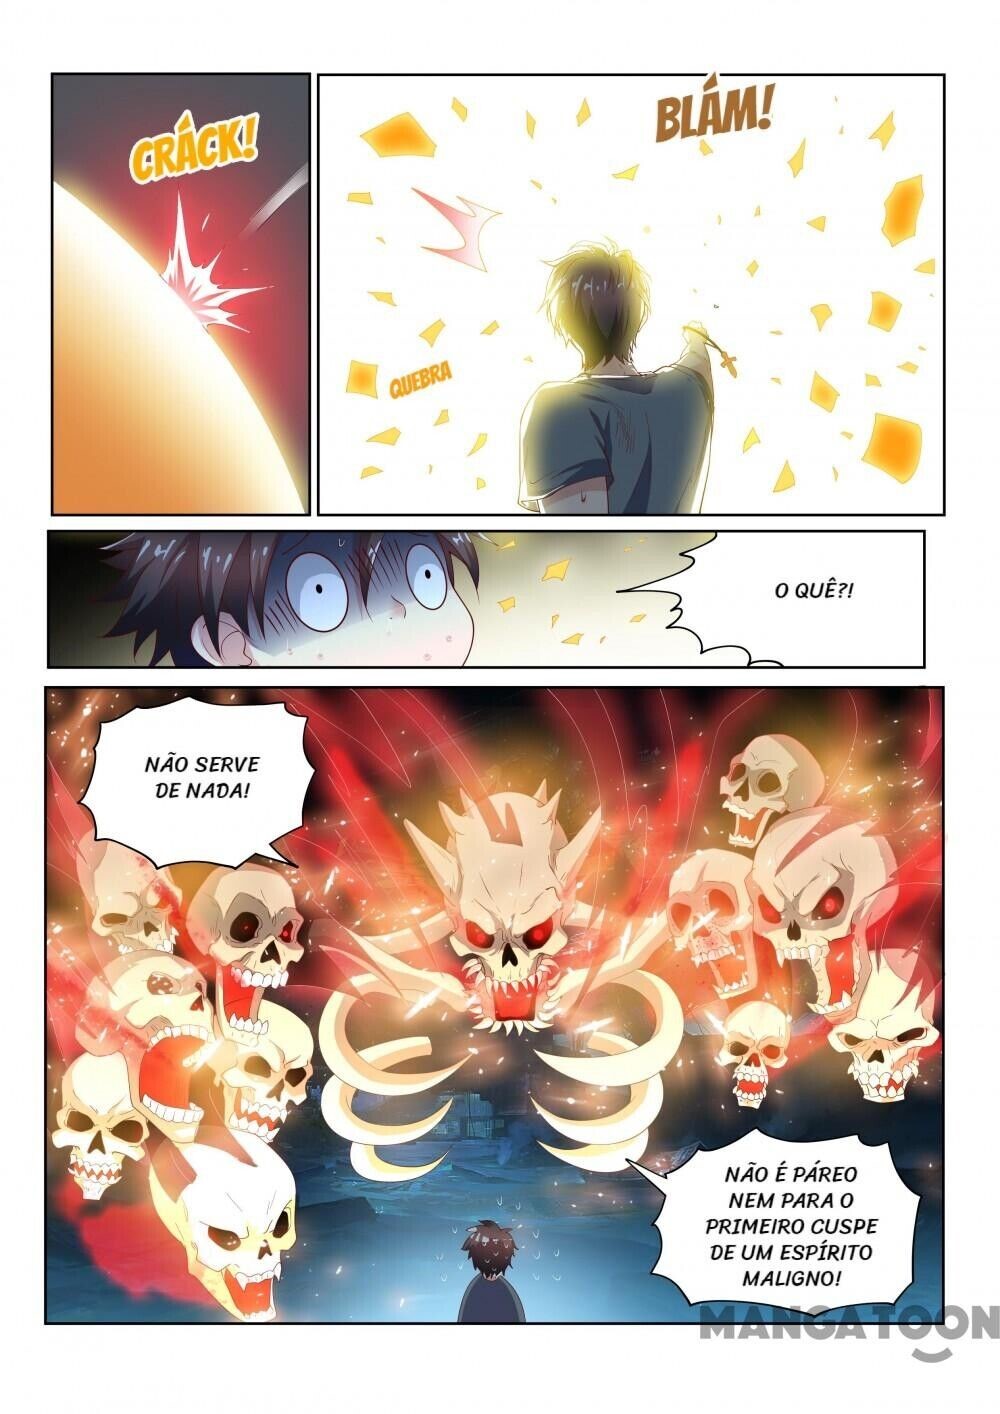 CRÁCK!
BLÁM!
QUEBRA
O QUÊ?!
NÃO SERVE
DE NADA!
NÃO É PÁREO
NEM PARA O
PRIMEIRO CUSPE
DE UM ESPÍRITO
MALIGNO!
MANGATOON